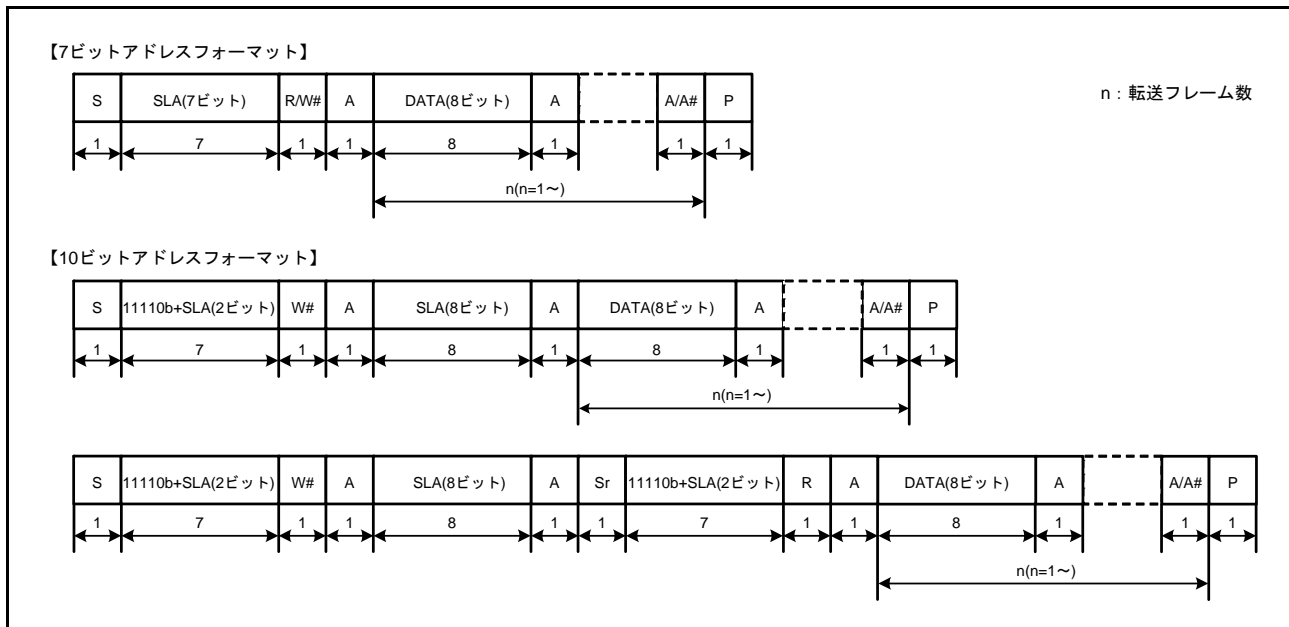 【7ビットアドレスフォーマット】
S SLA(7ビット) R/W# A DATA(8ビット) A A/A# P
n：転送フレーム数
1 7 1 1 8 1 1 1
n(n=1～)
【10ビットアドレスフォーマット】
S 11110b+SLA(2ビット) W# A SLA(8ビット) A DATA(8ビット) A A/A# P
1 7 1 1 8 1 8 1 1 1
n(n=1～)
S 11110b+SLA(2ビット) W# A SLA(8ビット) A Sr 11110b+SLA(2ビット) R A DATA(8ビット) A A/A# P
1 7 1 1 8 1 1 7 1 1 8 1 1 1
n(n=1～)